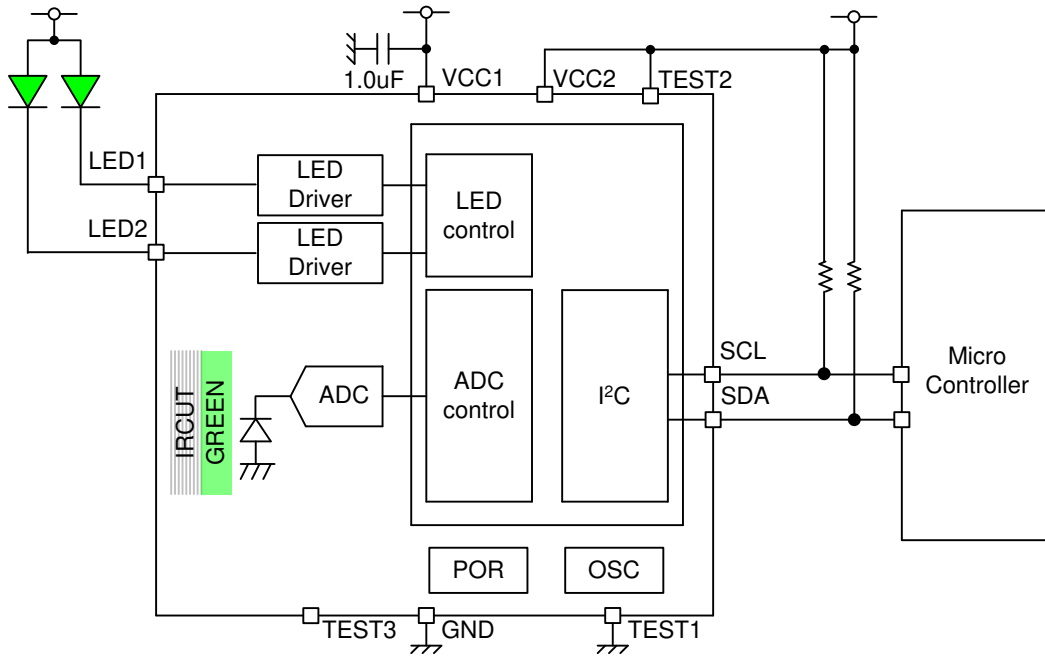 1.0uF
VCC1
VCC2
TEST2
LED1
LED
Driver
LED
control
LED2
LED
Driver
IRCUT
GREEN
ADC
ADC
control
I²C
SCL
SDA
Micro
Controller
POR
OSC
TEST3
GND
TEST1